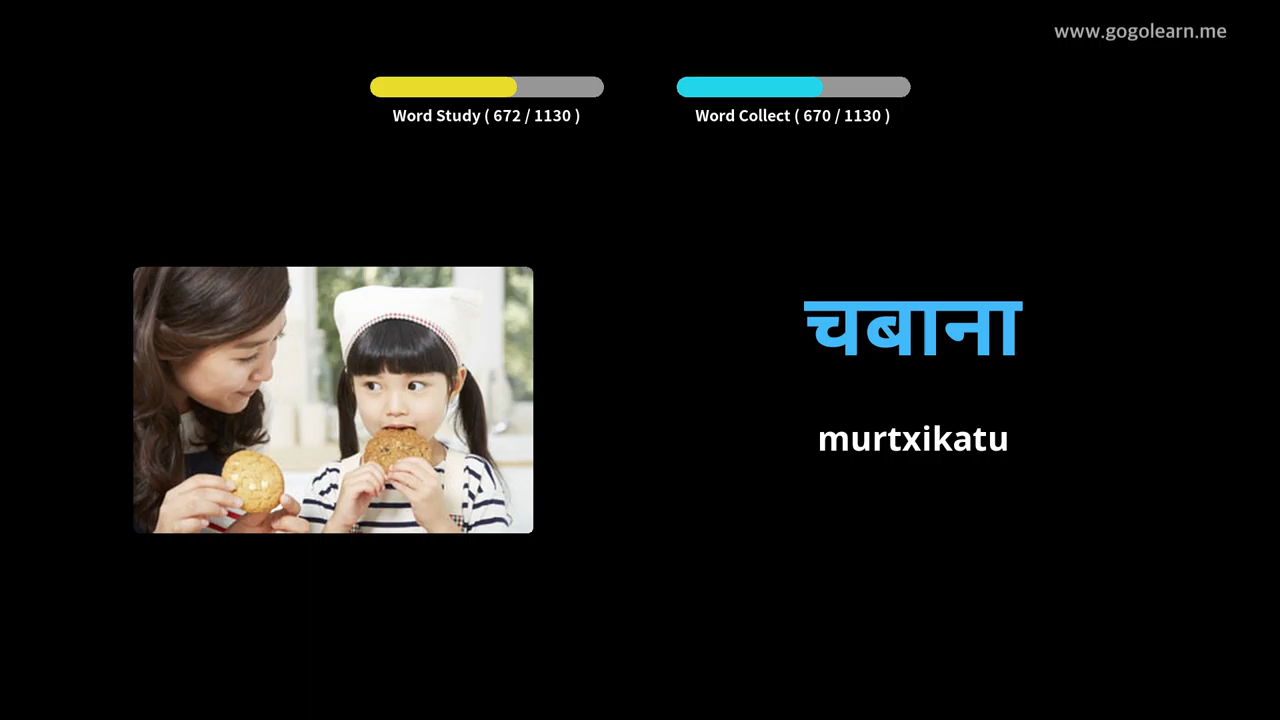 www.gogolearn.me
Word Study ( 672 / 1130 )
Word Collect ( 670 / 1130 )
चबाना
murtxikatu